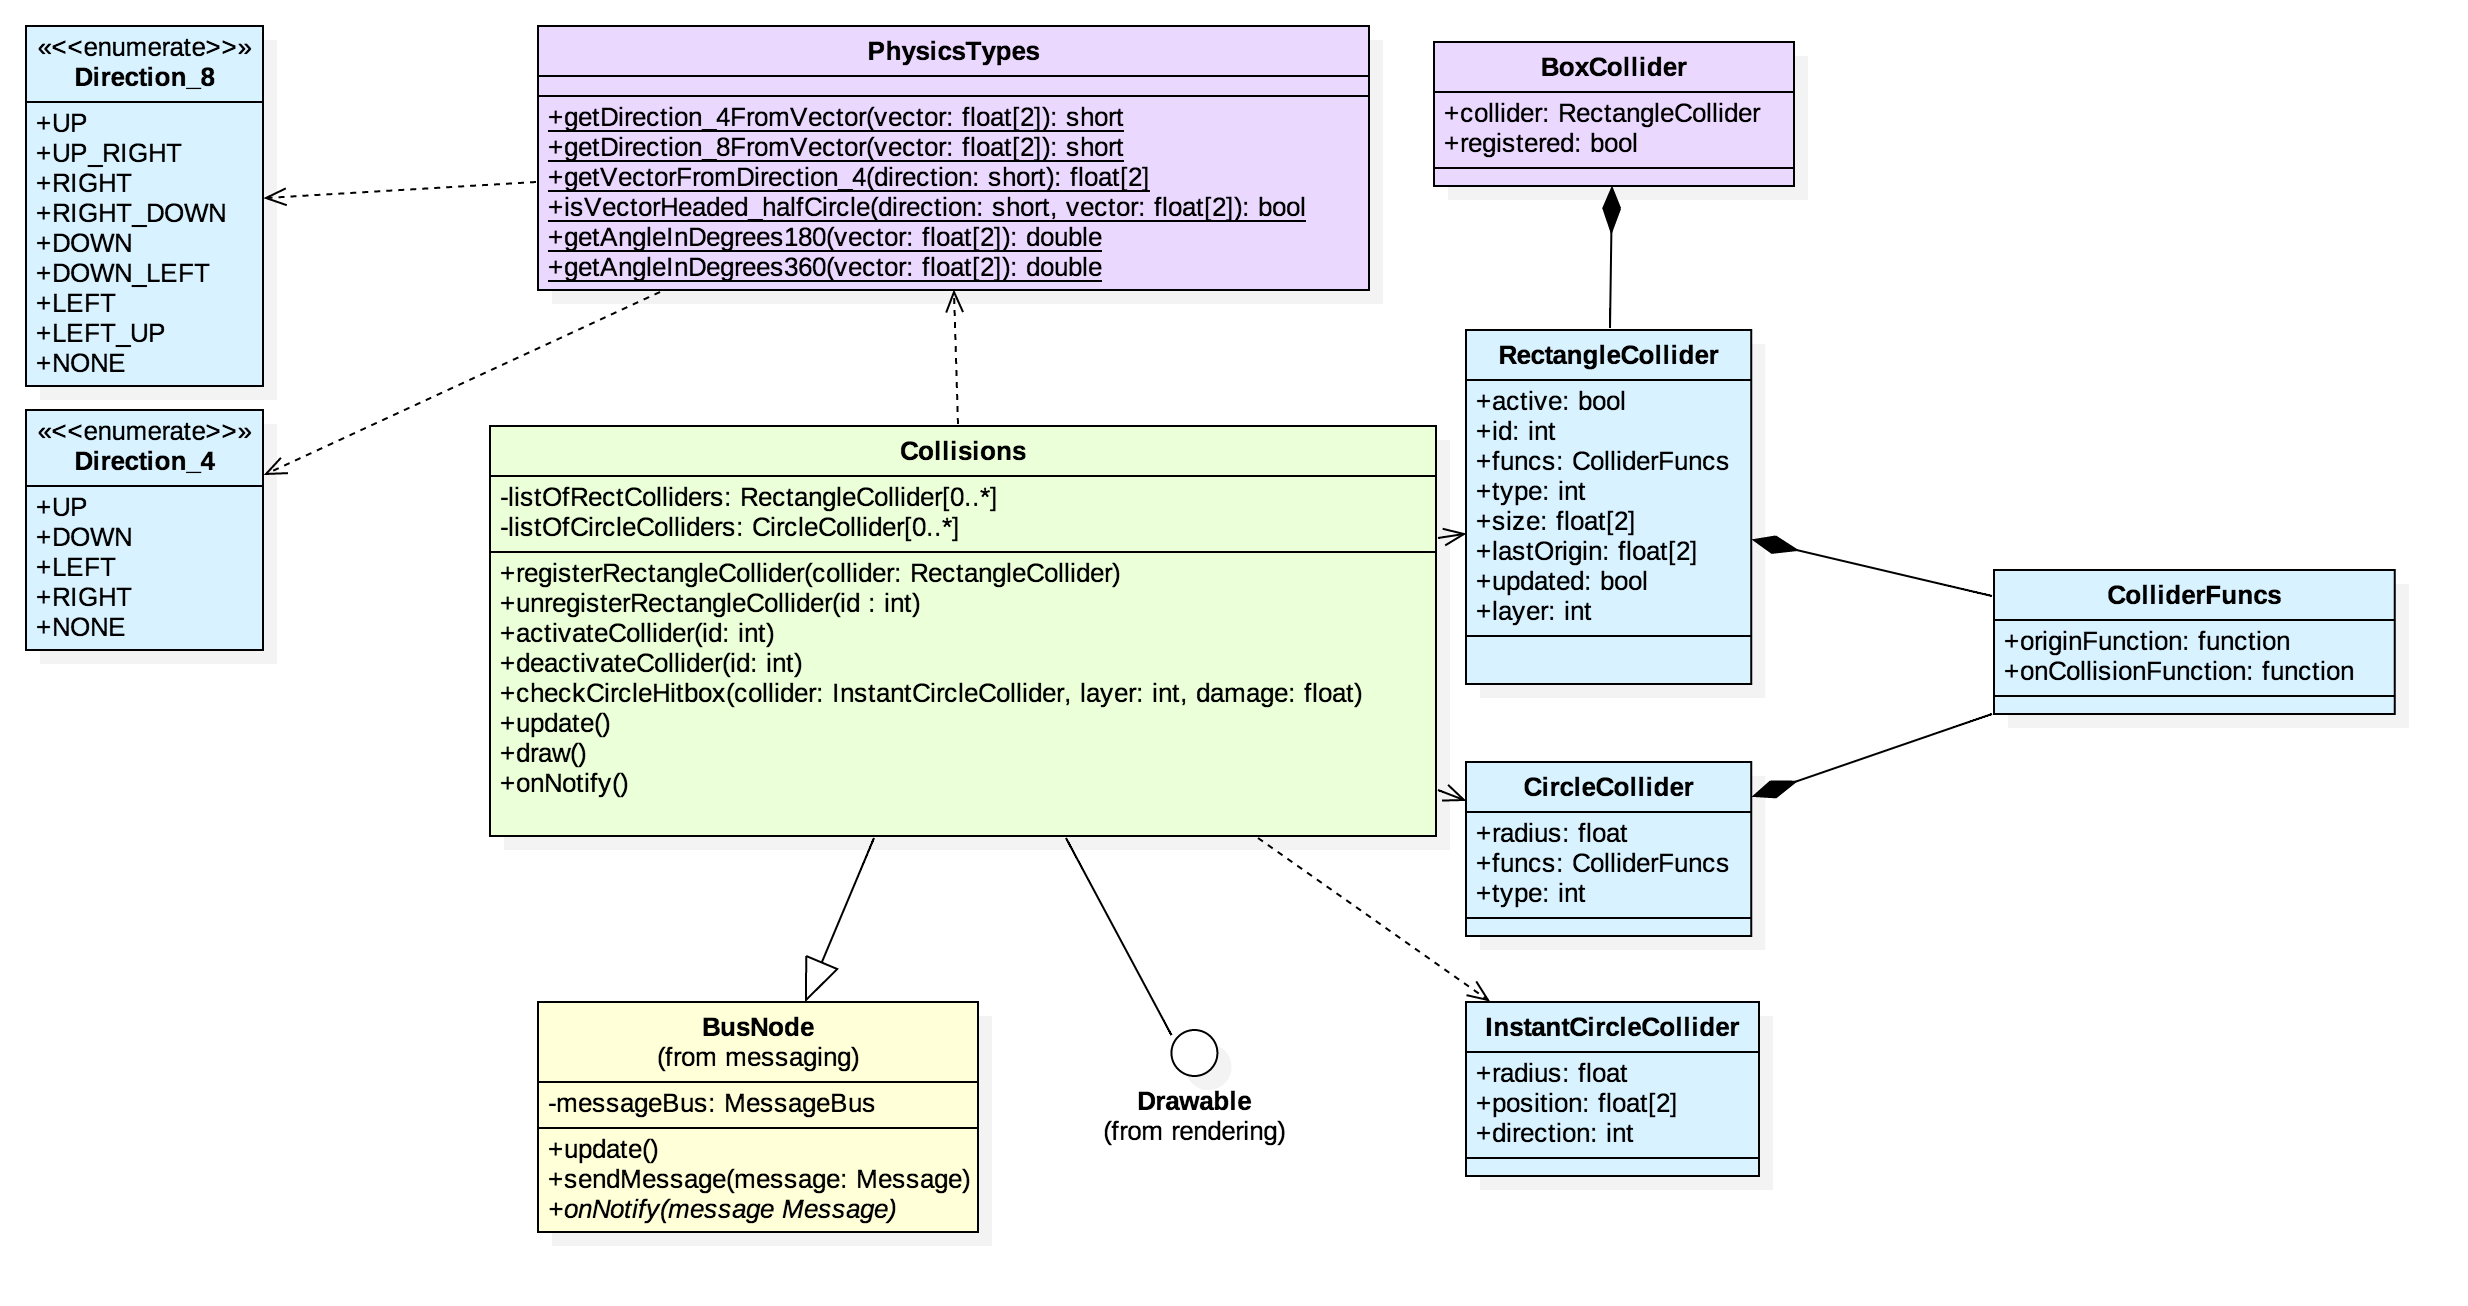 «<<enumerate>>»
Direction_8
+UP
+UP_RIGHT
+RIGHT
+RIGHT_DOWN
+DOWN
+DOWN_LEFT
+LEFT
+LEFT_UP
+NONE
«<<enumerate>>»
Direction_4
+UP
+DOWN
+LEFT
+RIGHT
+NONE
PhysicsTypes
+getDirection_4FromVector(vector: float[2]): short
+getDirection_8FromVector(vector: float[2]): short
+getVectorFromDirection_4(direction: short): float[2]
+isVectorHeaded_halfCircle(direction: short, vector: float[2]): bool
+getAngleInDegrees180(vector: float[2]): double
+getAngleInDegrees360(vector: float[2]): double
BoxCollider
+collider: RectangleCollider
+registered: bool
Collisions
-listOfRectColliders: RectangleCollider[0..*]
-listOfCircleColliders: CircleCollider[0..*]
+registerRectangleCollider(collider: RectangleCollider)
+unregisterRectangleCollider(id : int)
+activateCollider(id: int)
+deactivateCollider(id: int)
+checkCircleHitbox(collider: InstantCircleCollider, layer: int, damage: float)
+update()
+draw()
+onNotify()
RectangleCollider
+active: bool
+id: int
+funcs: ColliderFuncs
+type: int
+size: float[2]
+lastOrigin: float[2]
+updated: bool
+layer: int
ColliderFuncs
+originFunction: function
+onCollisionFunction: function
CircleCollider
+radius: float
+funcs: ColliderFuncs
+type: int
BusNode
(from messaging)
-messageBus: MessageBus
+update()
+sendMessage(message: Message)
+onNotify(message Message)
Drawable
(from rendering)
InstantCircleCollider
+radius: float
+position: float[2]
+direction: int